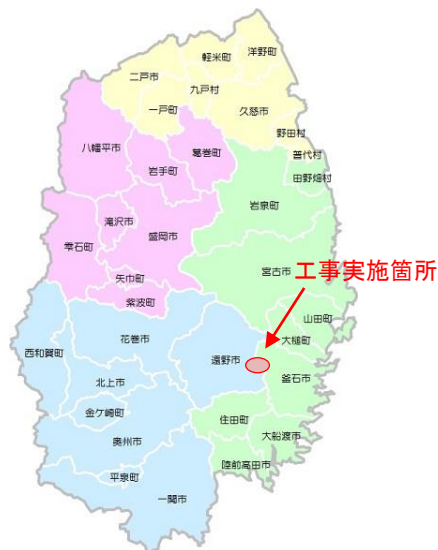 洋野町
軽米町
二戸市
九戸村
一戸町
久慈市
野田村
普代村
八幡平市
葛巻町
岩手町
田野畑村
岩泉町
滝沢市
雫石町
盛岡市
宮古市
工事実施箇所
矢巾町
紫波町
山田町
花巻市
大槌町
西和賀町
遠野市
釜石市
北上市
金ケ崎町
住田町
大船渡市
奥州市
陸前高田市
平泉町
一関市